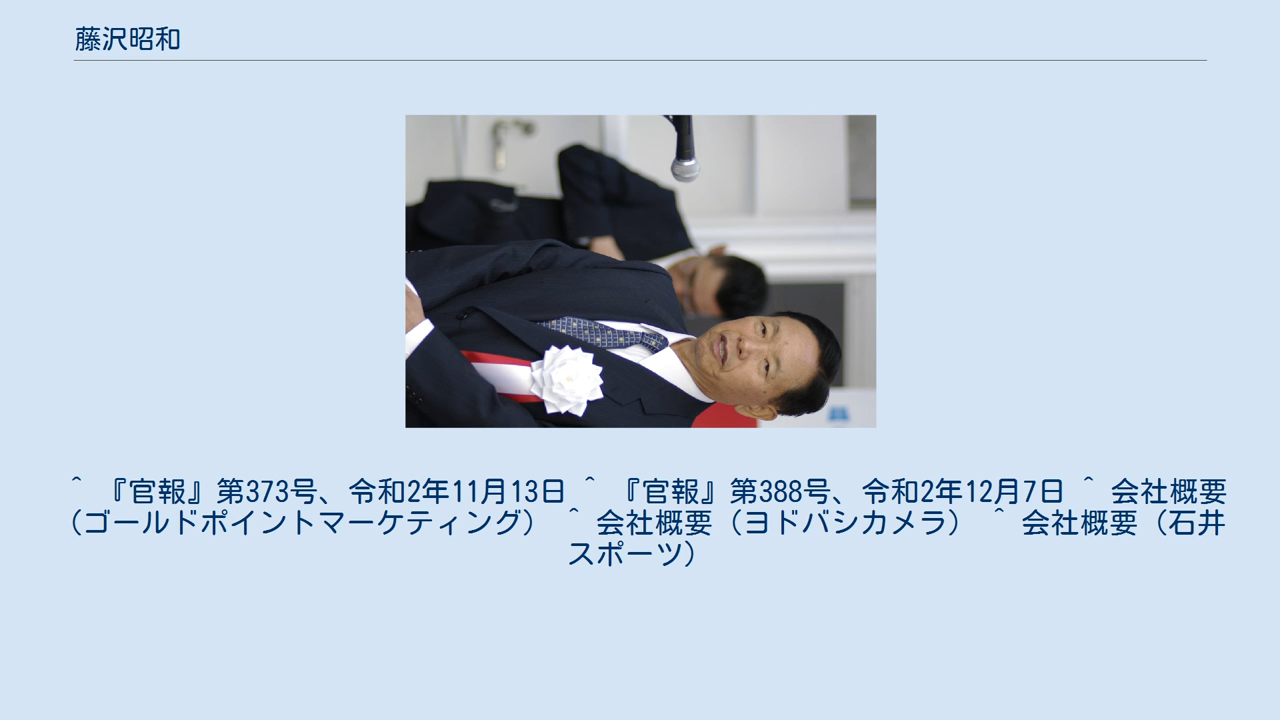 藤沢昭和
^ 『官報』第373号、令和2年11月13日 ^ 『官報』第388号、令和2年12月7日 ^ 会社概要
（ゴールドポイントマーケティング） ^ 会社概要（ヨドバシカメラ） ^ 会社概要（石井
スポーツ）